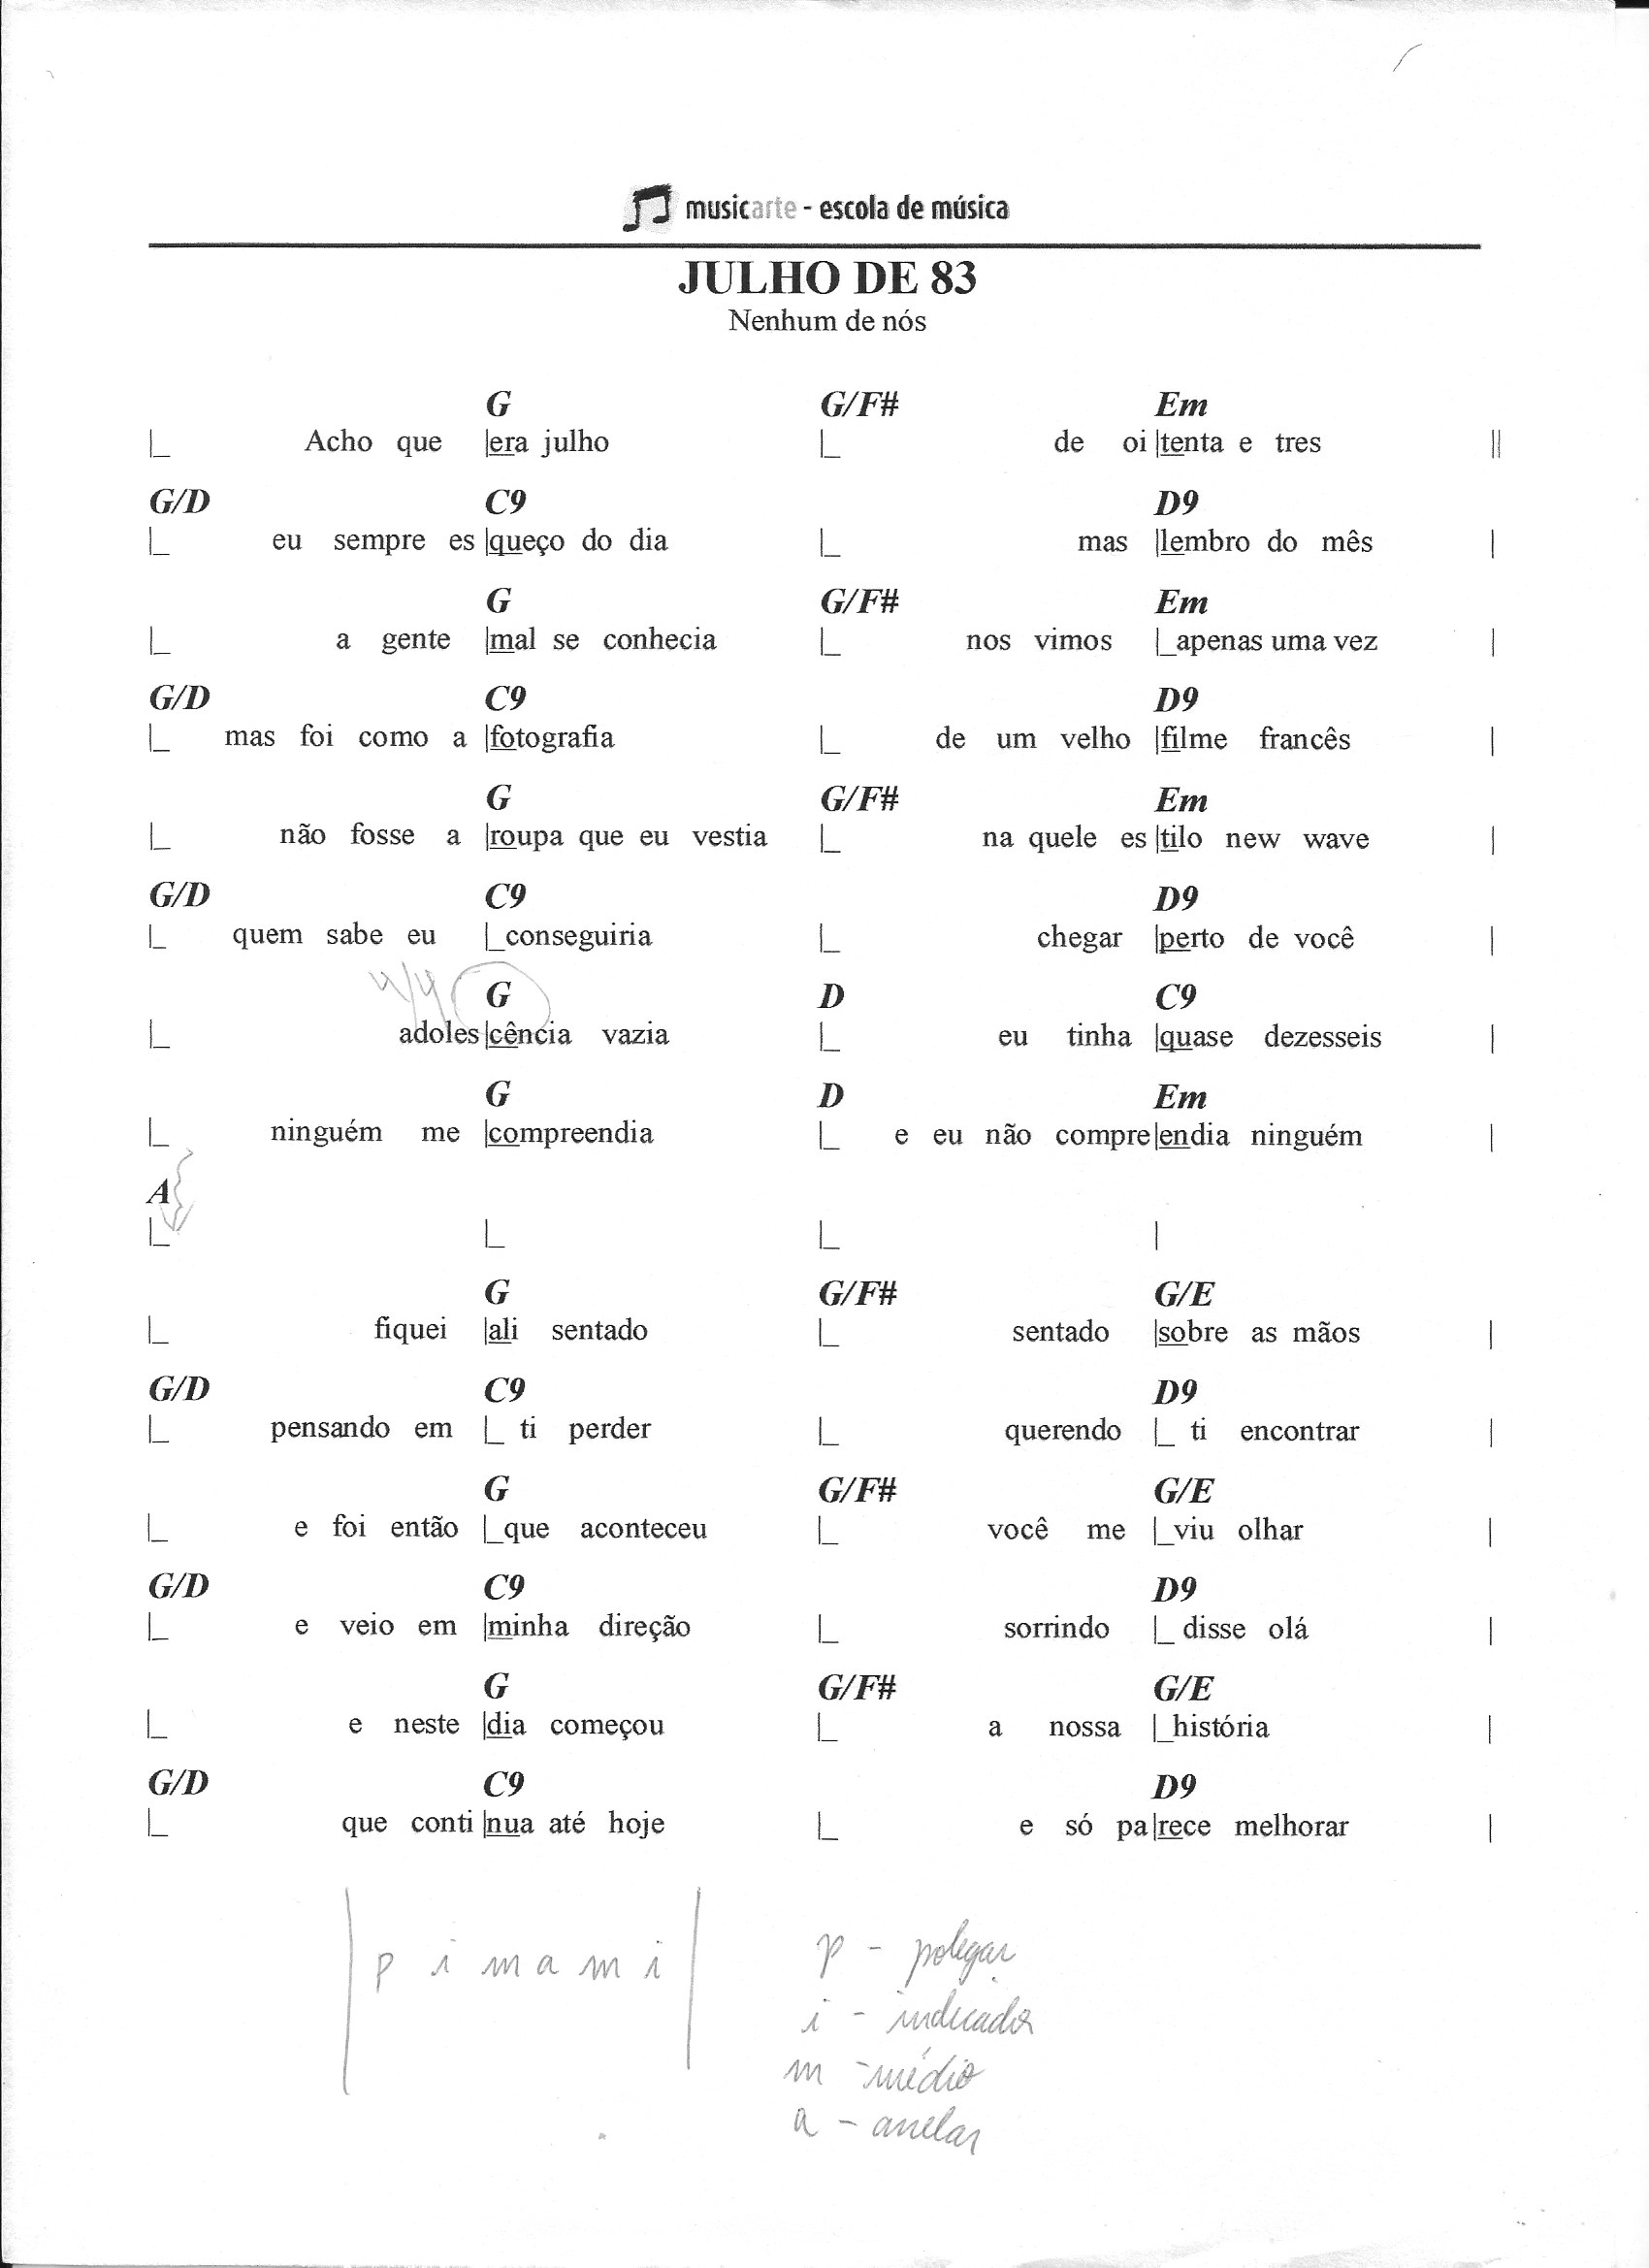 musicarte - escola de música
JULHO DE 83
Nenhum de nós
G G/F# Em
|_ Acho que |era julho |_ de oi|tenta e tres ||
G/D C9 D9
|_ eu sempre es|queço do dia |_ mas |lembro do mês |
G G/F# Em
|_ a gente |mal se conhecia |_ nos vimos |_apenas uma vez |
G/D C9 D9
|_ mas foi como a |fotografia |_ de um velho |filme francês |
G G/F# Em
|_ não fosse a |roupa que eu vestia |_ na quele es|tilo new wave |
G/D C9 D9
|_ quem sabe eu |_conseguiria |_ chegar |perto de você |
G D C9
|_ adoles|cência vazia |_ eu tinha |quase dezesseis |
G D Em
|_ ninguém me |compreendia |_ e eu não compre|endia ninguém |
A
|_ |_ |_ |
G G/F# G/E
|_ fiquei |ali sentado |_ sentado |sobre as mãos |
G/D C9 D9
|_ pensando em |_ ti perder |_ querendo |_ ti encontrar |
G G/F# G/E
|_ e foi então |_que aconteceu |_ você me |_viu olhar |
G/D C9 D9
|_ e veio em |minha direção |_ sorrindo |_ disse olá |
G G/F# G/E
|_ e neste |dia começou |_ a nossa |_história |
G/D C9 D9
|_ que conti|nua até hoje |_ e só pa|rece melhorar |
| p i m a m i |
p - polegar
i - indicador
m - médio
a - anelar